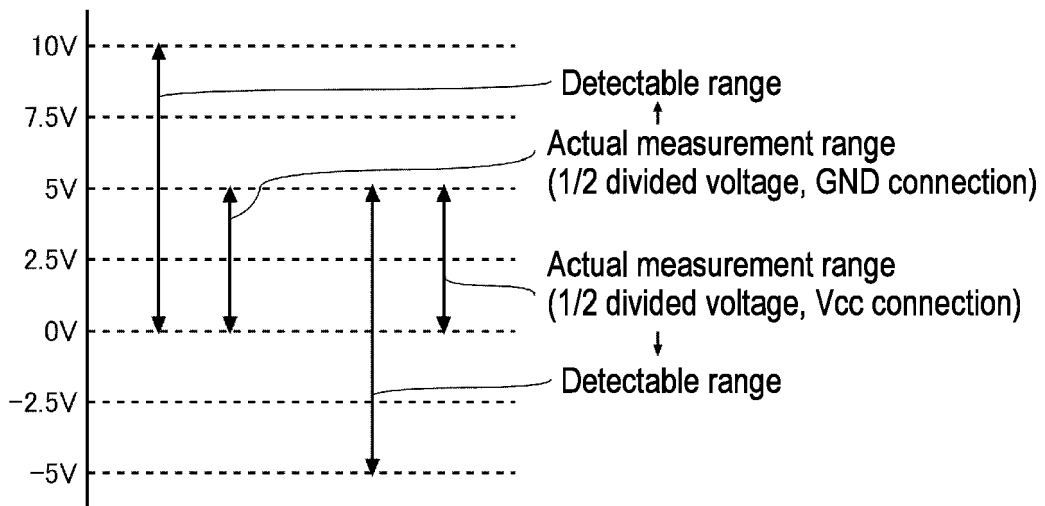 10V
7.5V
5V
2.5V
0V
−2.5V
−5V
Detectable range
Actual measurement range
(1/2 divided voltage, GND connection)
Actual measurement range
(1/2 divided voltage, Vcc connection)
Detectable range